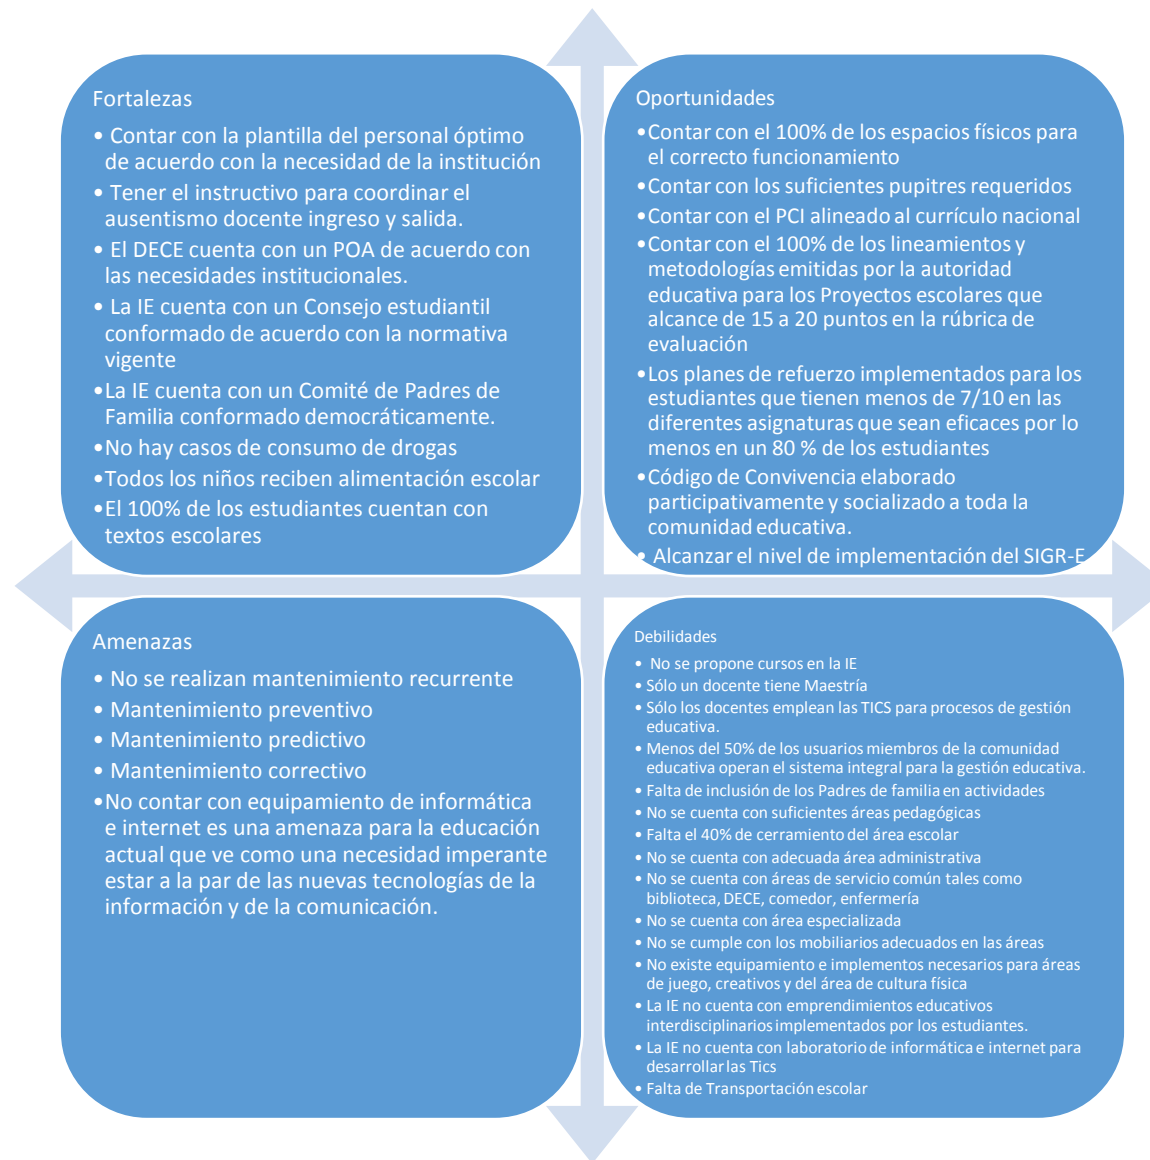 Fortalezas
• Contar con la plantilla del personal óptimo
de acuerdo con la necesidad de la institución
• Tener el instructivo para coordinar el
ausentismo docente ingreso y salida.
• El DECE cuenta con un POA de acuerdo con
las necesidades institucionales.
• La IE cuenta con un Consejo estudiantil
conformado de acuerdo con la normativa
vigente
•La IE cuenta con un Comité de Padres de
Familia conformado democráticamente.
•No hay casos de consumo de drogas
•Todos los niños reciben alimentación escolar
•El 100% de los estudiantes cuentan con
textos escolares
Oportunidades
•Contar con el 100% de los espacios físicos para
el correcto funcionamiento
•Contar con los suficientes pupitres requeridos
•Contar con el PCI alineado al currículo nacional
•Contar con el 100% de los lineamientos y
metodologías emitidas por la autoridad
educativa para los Proyectos escolares que
alcance de 15 a 20 puntos en la rúbrica de
evaluación
•Los planes de refuerzo implementados para los
estudiantes que tienen menos de 7/10 en las
diferentes asignaturas que sean eficaces por lo
menos en un 80 % de los estudiantes
•Código de Convivencia elaborado
participativamente y socializado a toda la
comunidad educativa.
• Alcanzar el nivel de implementación del SIGR-E
Amenazas
• No se realizan mantenimiento recurrente
• Mantenimiento preventivo
• Mantenimiento predictivo
• Mantenimiento correctivo
•No contar con equipamiento de informática
e internet es una amenaza para la educación
actual que ve como una necesidad imperante
estar a la par de las nuevas tecnologías de la
información y de la comunicación.
Debilidades
• No se propone cursos en la IE
• Sólo un docente tiene Maestría
• Sólo los docentes emplean las TICS para procesos de gestión
educativa.
• Menos del 50% de los usuarios miembros de la comunidad
educativa operan el sistema integral para la gestión educativa.
• Falta de inclusión de los Padres de familia en actividades
• No se cuenta con suficientes áreas pedagógicas
• Falta el 40% de cerramiento del área escolar
• No se cuenta con adecuada área administrativa
• No se cuenta con áreas de servicio común tales como
biblioteca, DECE, comedor, enfermería
• No se cuenta con área especializada
• No se cumple con los mobiliarios adecuados en las áreas
• No existe equipamiento e implementos necesarios para áreas
de juego, creativos y del área de cultura física
• La IE no cuenta con emprendimientos educativos
interdisciplinarios implementados por los estudiantes.
• La IE no cuenta con laboratorio de informática e internet para
desarrollar las Tics
• Falta de Transportación escolar